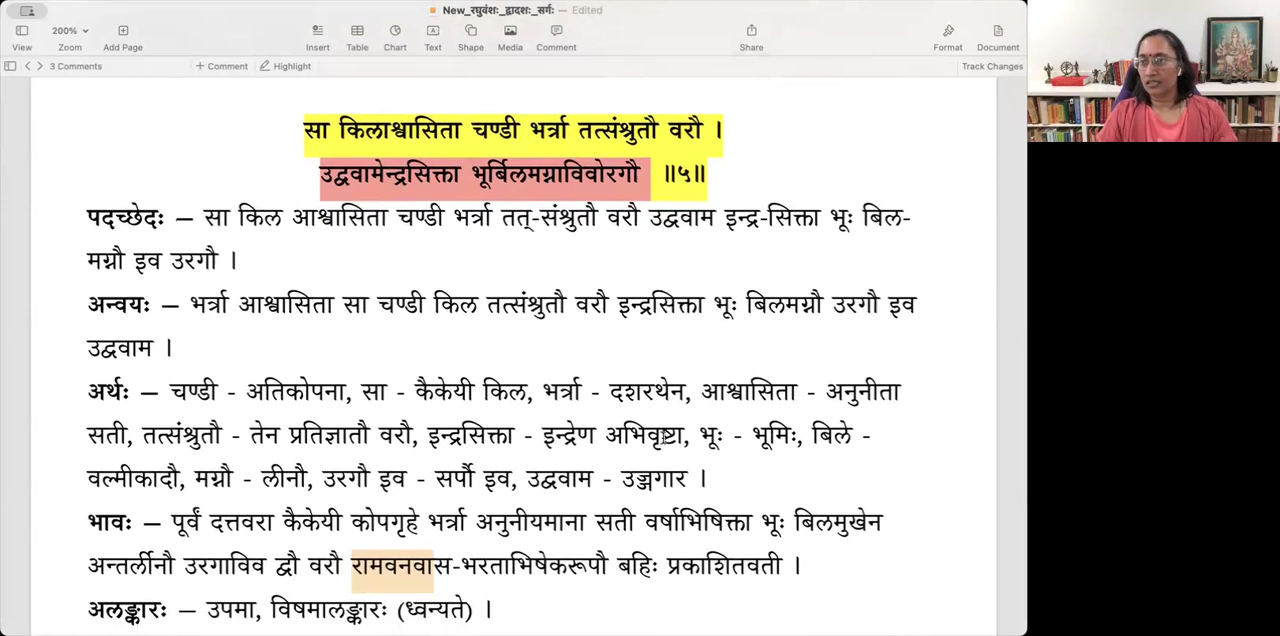 New_रघुवंशः_द्वादशः_सर्गः — Edited
200%
View Zoom Add Page Insert Table Chart Text Shape Media Comment Share Format Document
3 Comments + Comment Highlight Track Changes
सा किलाश्वासिता चण्डी भर्त्रा तत्संश्रुतौ वरौ ।
उद्ववामेन्द्रसिक्ता भूर्बिलमग्नाविवोरगौ ॥५॥
पदच्छेदः — सा किल आश्वासिता चण्डी भर्त्रा तत्-संश्रुतौ वरौ उद्ववाम इन्द्र-सिक्ता भूः बिल-
मग्नौ इव उरगौ ।
अन्वयः — भर्त्रा आश्वासिता सा चण्डी किल तत्संश्रुतौ वरौ इन्द्रसिक्ता भूः बिलमग्नौ उरगौ इव
उद्ववाम ।
अर्थः — चण्डी - अतिकोपना, सा - कैकेयी किल, भर्त्रा - दशरथेन, आश्वासिता - अनुनीता
सती, तत्संश्रुतौ - तेन प्रतिज्ञातौ वरौ, इन्द्रसिक्ता - इन्द्रेण अभिवृष्टा, भूः - भूमिः, बिले -
वल्मीकादौ, मग्नौ - लीनौ, उरगौ इव - सर्पौ इव, उद्ववाम - उज्जगार ।
भावः — पूर्वं दत्तवरा कैकेयी कोपगृहे भर्त्रा अनुनीयमाना सती वर्षाभिषिक्ता भूः बिलमुखेन
अन्तर्लीनौ उरगाविव द्वौ वरौ रामवनवास-भरताभिषेकरूपौ बहिः प्रकाशितवती ।
अलङ्कारः — उपमा, विषमालङ्कारः (ध्वन्यते) ।